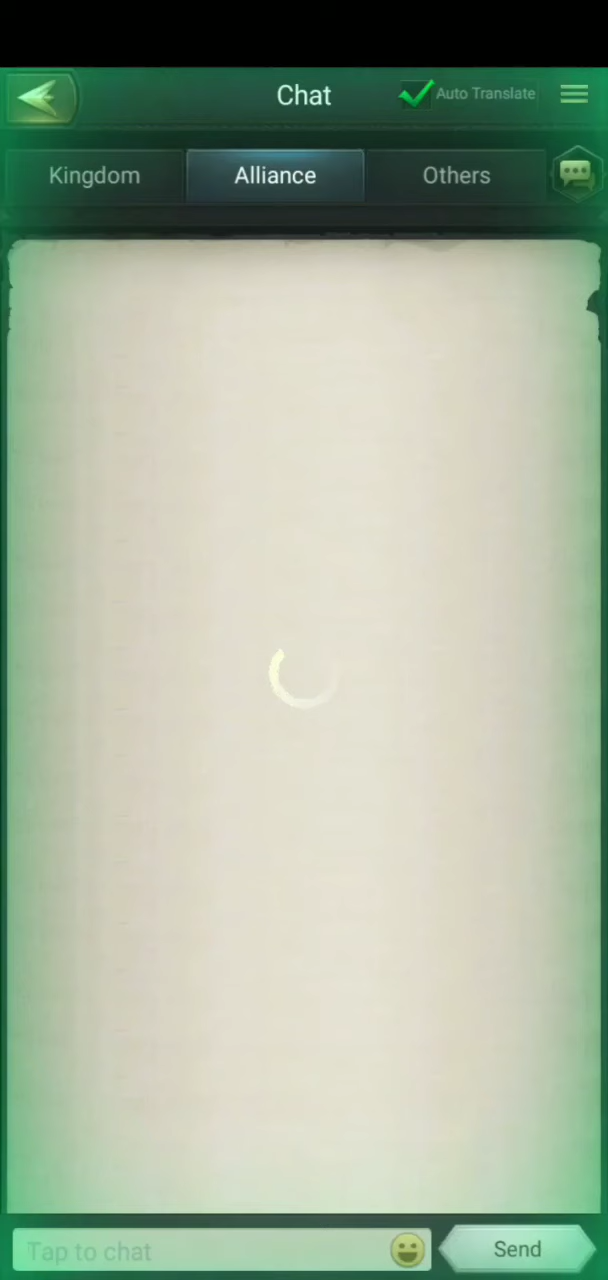 Chat
Auto Translate
Kingdom
Alliance
Others
Tap to chat
Send